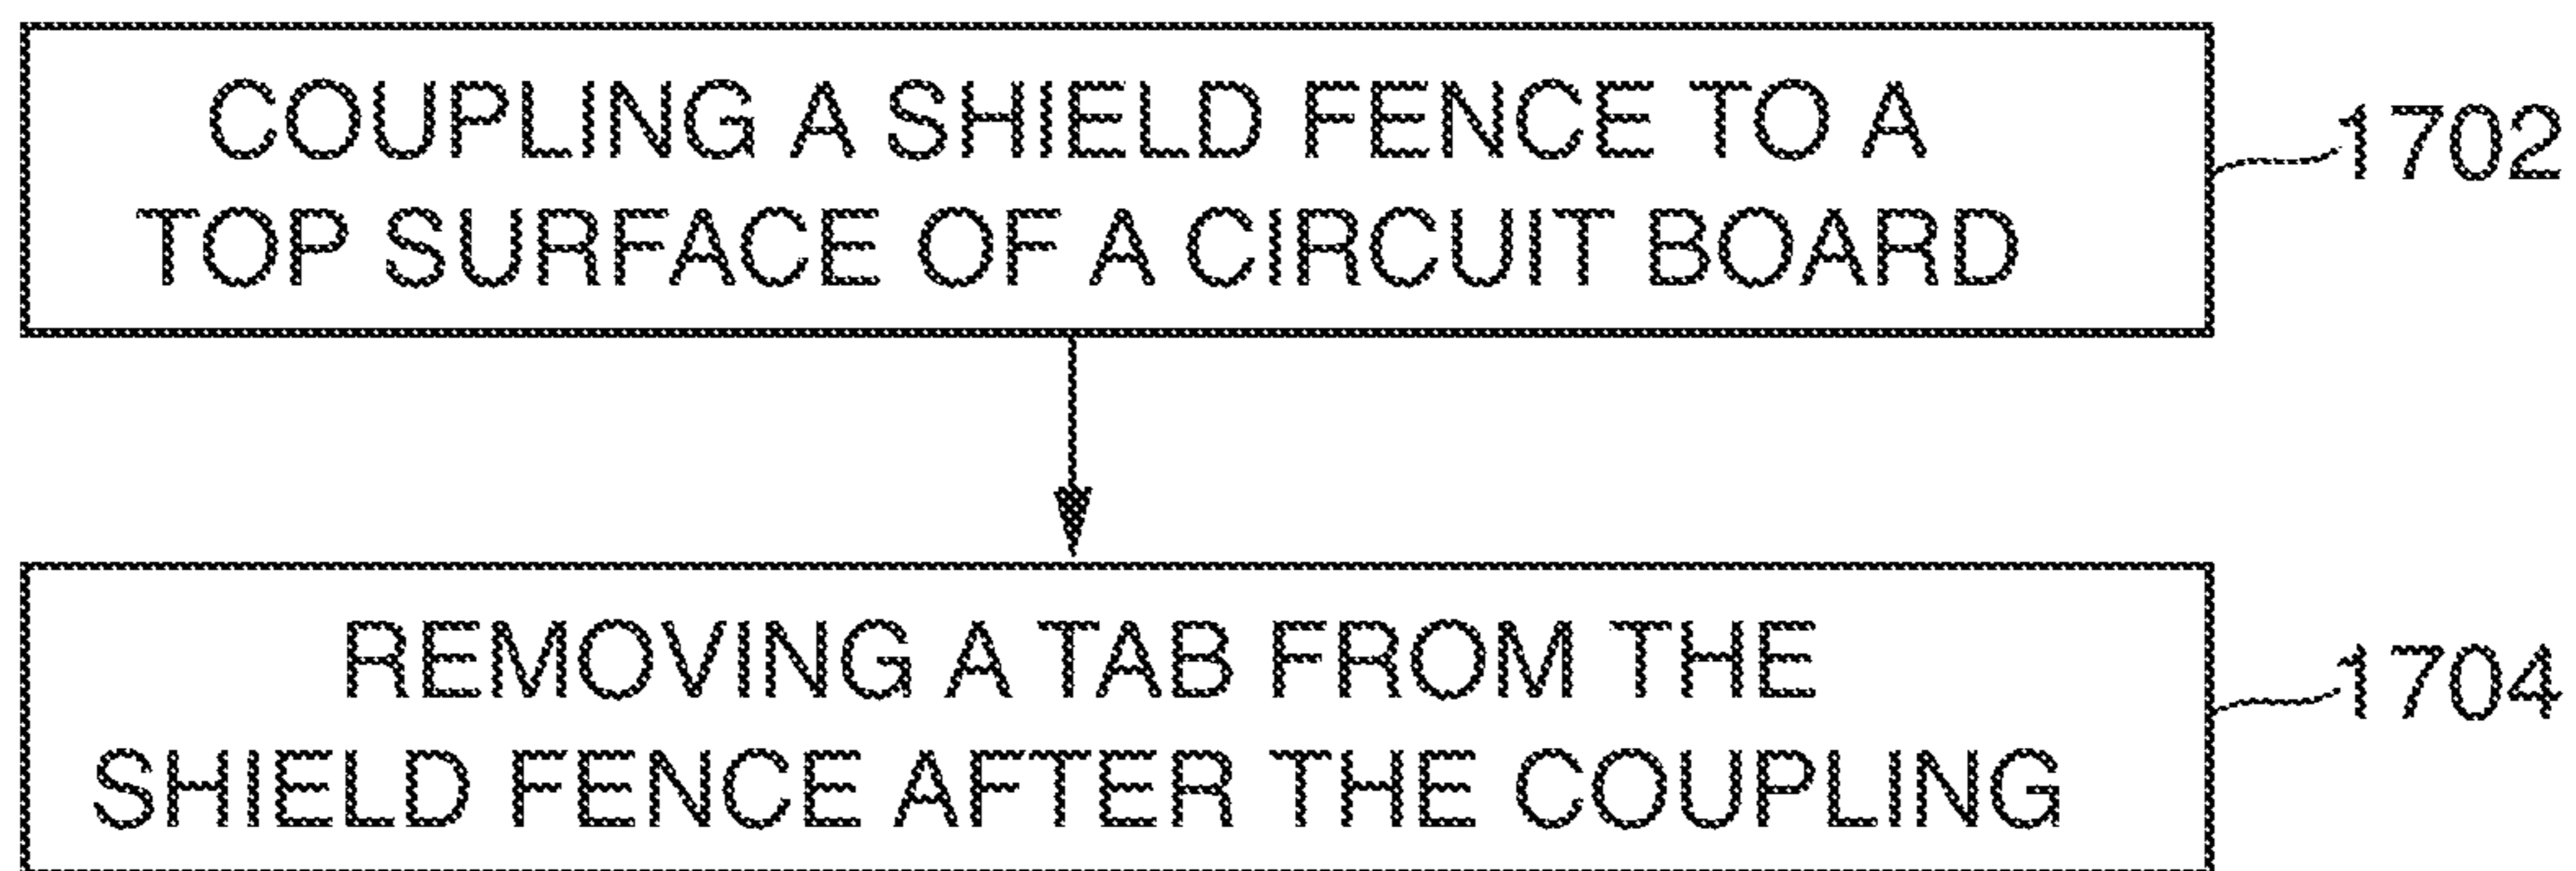 COUPLING A SHIELD FENCE TO A
TOP SURFACE OF A CIRCUIT BOARD
1702
REMOVING A TAB FROM THE
SHIELD FENCE AFTER THE COUPLING
1704